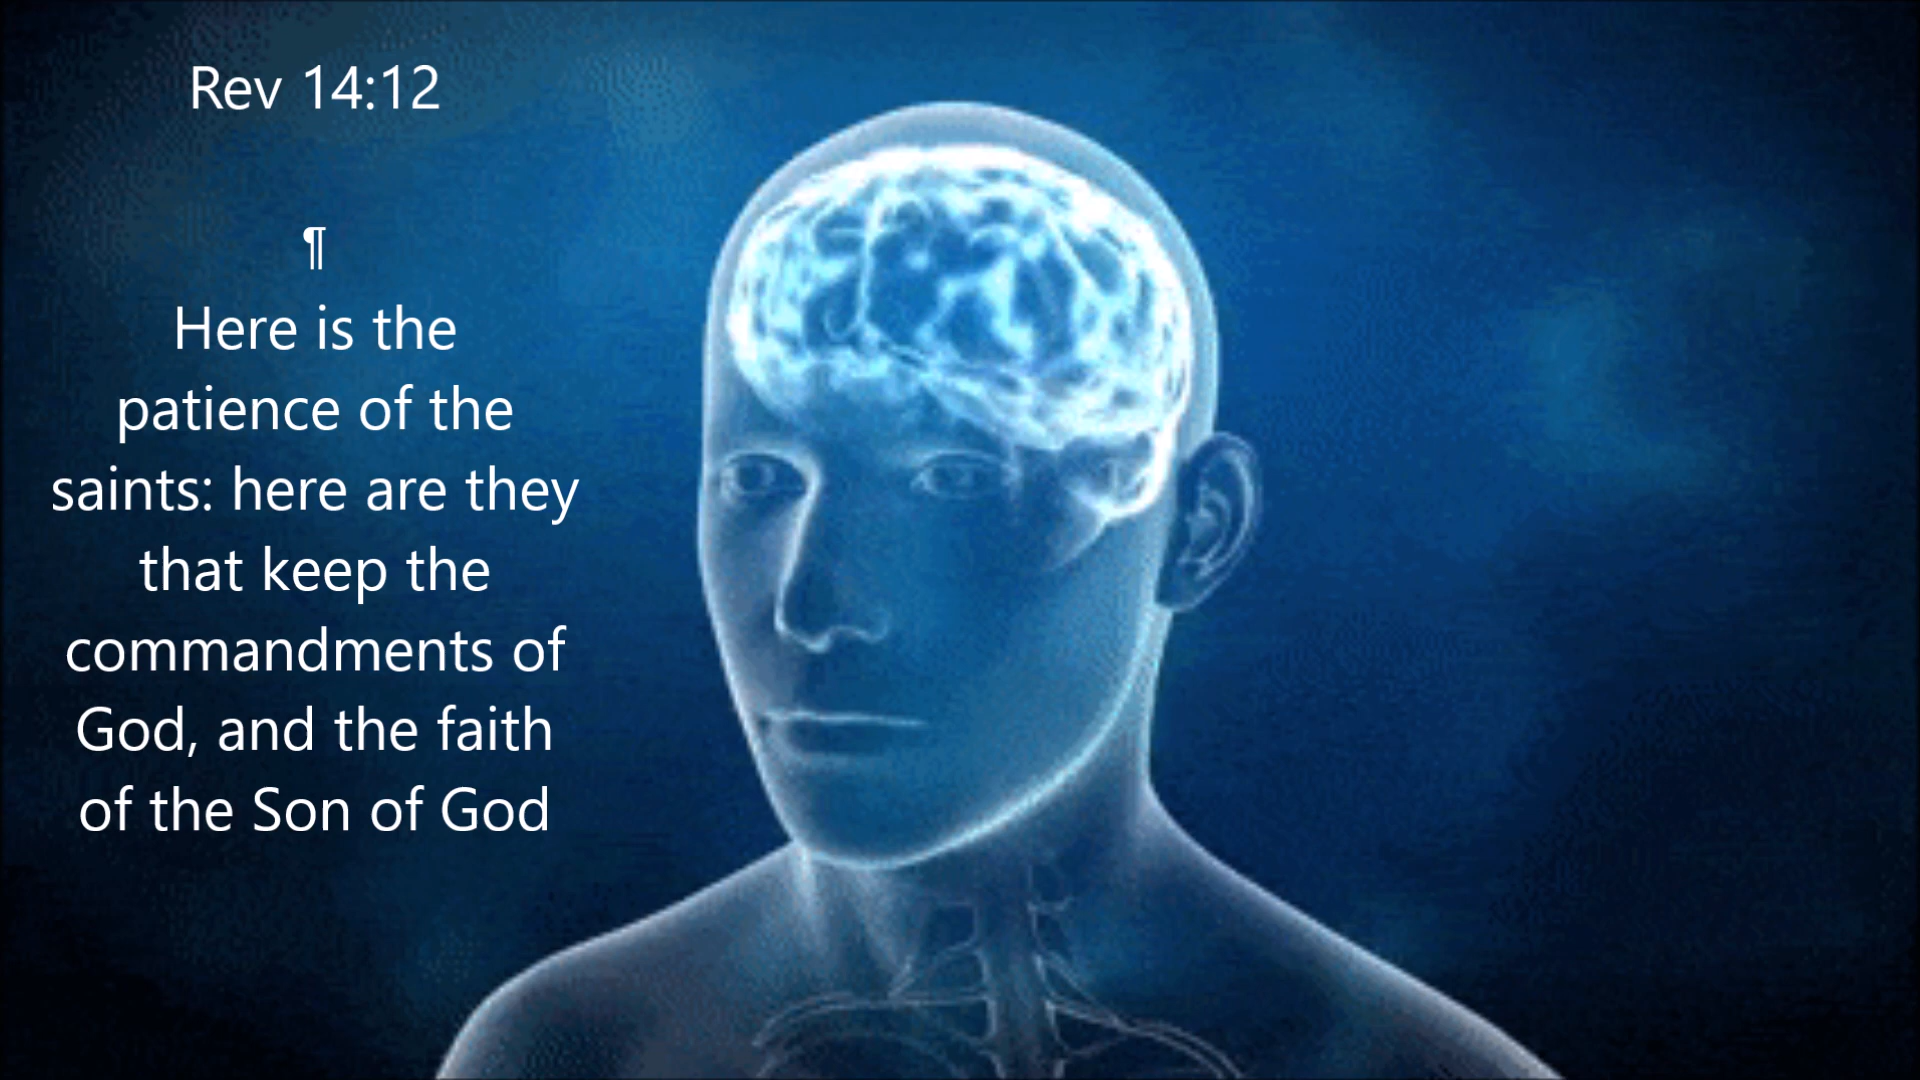 Rev 14:12
¶
Here is the
patience of the
saints: here are they
that keep the
commandments of
God, and the faith
of the Son of God